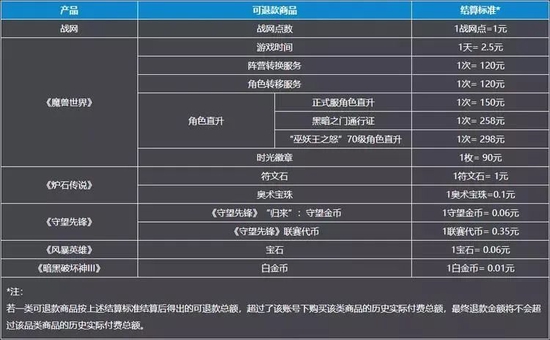 产品 可退款商品 结算标准*
战网 战网点数 1战网点=1元
《魔兽世界》 游戏时间 1天= 2.5元
阵营转换服务 1次= 120元
角色转移服务 1次= 120元
角色直升 正式服角色直升 1次= 150元
黑暗之门通行证 1次= 258元
“巫妖王之怒”70级角色直升 1次= 298元
时光徽章 1枚= 90元
《炉石传说》 符文石 1符文石= 1元
奥术宝珠 1奥术宝珠=0.1元
《守望先锋》 《守望先锋》“归来”：守望金币 1守望金币= 0.06元
《守望先锋》联赛代币 1联赛代币= 0.35元
《风暴英雄》 宝石 1宝石= 0.06元
《暗黑破坏神III》 白金币 1白金币= 0.01元
*注：
若一类可退款商品按上述结算标准结算后得出的可退款总额，超过了该账号下购买该类商品的历史实际付费总额，最终退款金额将不会超
过该品类商品的历史实际付费总额。